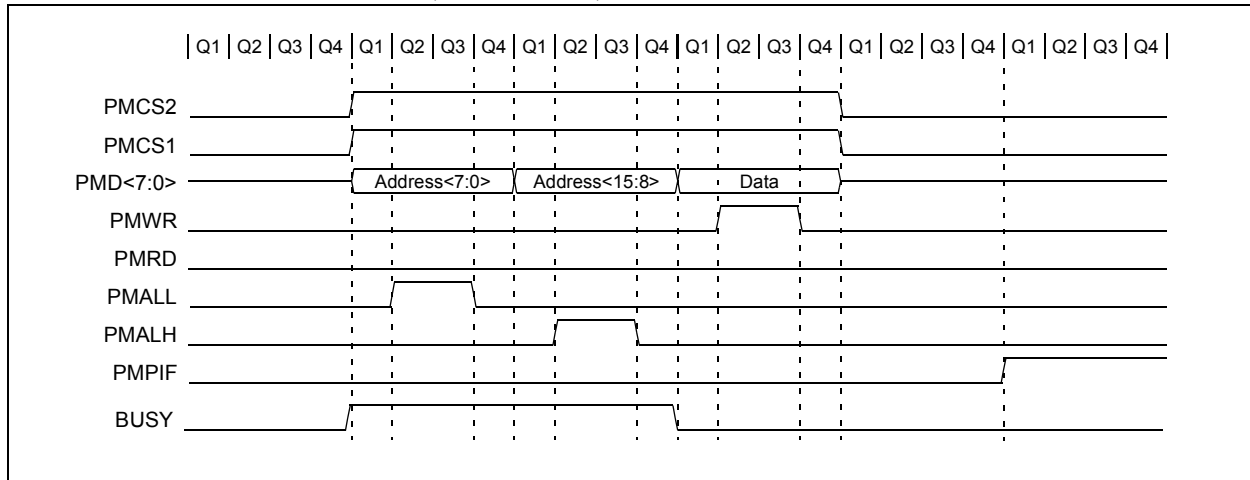 Q1 Q2 Q3 Q4 Q1 Q2 Q3 Q4 Q1 Q2 Q3 Q4 Q1 Q2 Q3 Q4 Q1 Q2 Q3 Q4 Q1 Q2 Q3 Q4
PMCS2
PMCS1
PMD<7:0> Address<7:0> Address<15:8> Data
PMWR
PMRD
PMALL
PMALH
PMPIF
BUSY